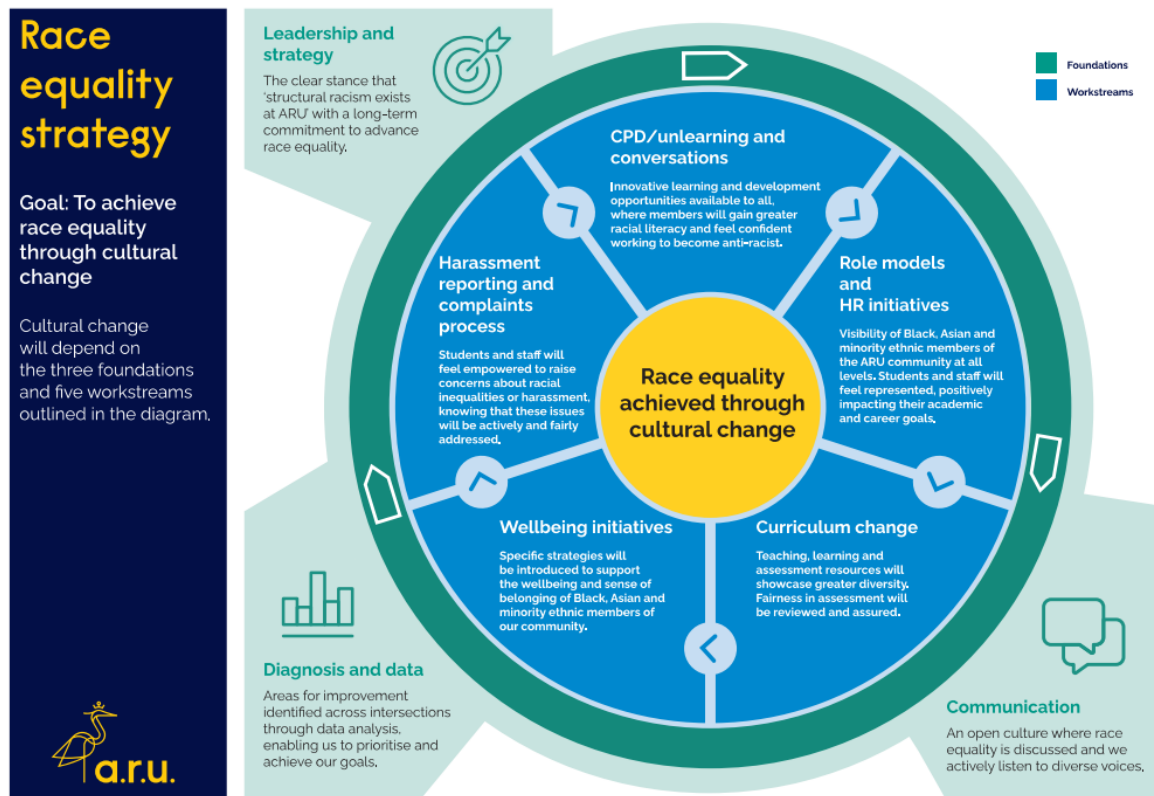 Race
equality
strategy
Goal: To achieve
race equality
through cultural
change
Cultural change
will depend on
the three foundations
and five workstreams
outlined in the diagram.
a.r.u.
Leadership and
strategy
The clear stance that
'structural racism exists
at ARU' with a long-term
commitment to advance
race equality.
Foundations
Workstreams
CPD/unlearning and
conversations
Innovative learning and development
opportunities available to all,
where members will gain greater
racial literacy and feel confident
working to become anti-racist.
Role models
and
HR initiatives
Visibility of Black, Asian and
minority ethnic members of
the ARU community at all
levels. Students and staff will
feel represented, positively
impacting their academic
and career goals.
Curriculum change
Teaching, learning and
assessment resources will
showcase greater diversity.
Fairness in assessment will
be reviewed and assured.
Wellbeing initiatives
Specific strategies will
be introduced to support
the wellbeing and sense of
belonging of Black, Asian and
minority ethnic members of
our community.
Harassment
reporting and
complaints
process
Students and staff will
feel empowered to raise
concerns about racial
inequalities or harassment,
knowing that these issues
will be actively and fairly
addressed.
Race equality
achieved through
cultural change
Diagnosis and data
Areas for improvement
identified across intersections
through data analysis,
enabling us to prioritise and
achieve our goals.
Communication
An open culture where race
equality is discussed and we
actively listen to diverse voices.